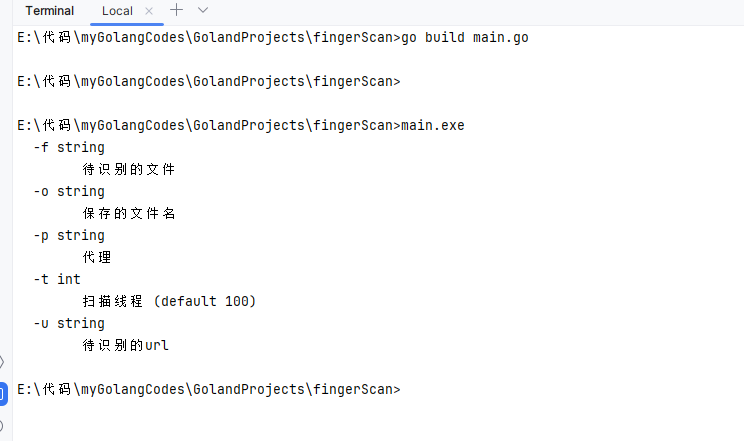 Terminal Local
E:\代码\myGolangCodes\GolandProjects\fingerScan>go build main.go
E:\代码\myGolangCodes\GolandProjects\fingerScan>
E:\代码\myGolangCodes\GolandProjects\fingerScan>main.exe
-f string
待识别的文件
-o string
保存的文件名
-p string
代理
-t int
扫描线程 (default 100)
-u string
待识别的url
E:\代码\myGolangCodes\GolandProjects\fingerScan>